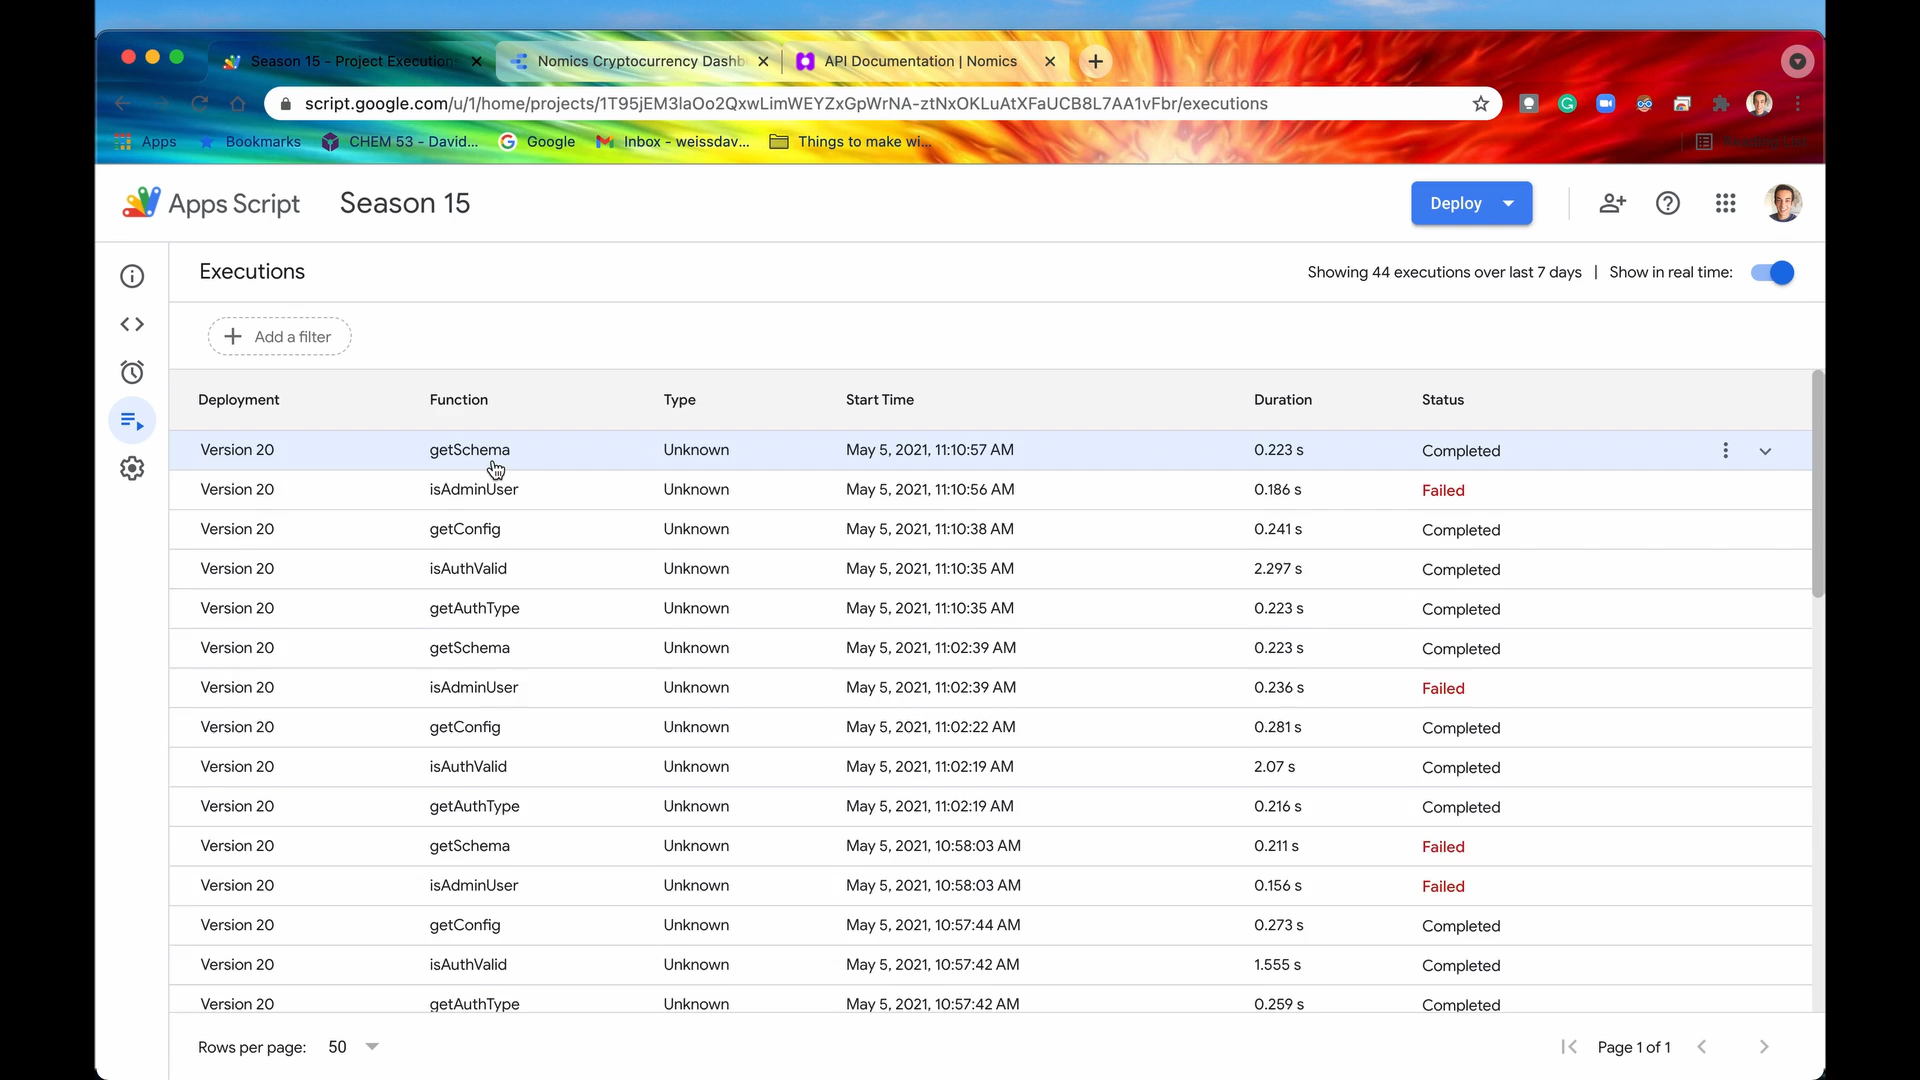 Season 15 - Project Executions
Nomics Cryptocurrency Dashb
API Documentation | Nomics
script.google.com/u/1/home/projects/1T95jEM3laOo2QxwLimWEYZxGpWrNA-ztNxOKLuAtXFaUCB8L7AA1vFbr/executions
Apps Bookmarks CHEM 53 - David... Google Inbox - weissdav... Things to make wi... Reading List
Apps Script Season 15 Deploy
Executions Showing 44 executions over last 7 days | Show in real time:
Add a filter
Deployment Function Type Start Time Duration Status
Version 20 getSchema Unknown May 5, 2021, 11:10:57 AM 0.223 s Completed
Version 20 isAdminUser Unknown May 5, 2021, 11:10:56 AM 0.186 s Failed
Version 20 getConfig Unknown May 5, 2021, 11:10:38 AM 0.241 s Completed
Version 20 isAuthValid Unknown May 5, 2021, 11:10:35 AM 2.297 s Completed
Version 20 getAuthType Unknown May 5, 2021, 11:10:35 AM 0.223 s Completed
Version 20 getSchema Unknown May 5, 2021, 11:02:39 AM 0.223 s Completed
Version 20 isAdminUser Unknown May 5, 2021, 11:02:39 AM 0.236 s Failed
Version 20 getConfig Unknown May 5, 2021, 11:02:22 AM 0.281 s Completed
Version 20 isAuthValid Unknown May 5, 2021, 11:02:19 AM 2.07 s Completed
Version 20 getAuthType Unknown May 5, 2021, 11:02:19 AM 0.216 s Completed
Version 20 getSchema Unknown May 5, 2021, 10:58:03 AM 0.211 s Failed
Version 20 isAdminUser Unknown May 5, 2021, 10:58:03 AM 0.156 s Failed
Version 20 getConfig Unknown May 5, 2021, 10:57:44 AM 0.273 s Completed
Version 20 isAuthValid Unknown May 5, 2021, 10:57:42 AM 1.555 s Completed
Version 20 getAuthType Unknown May 5, 2021, 10:57:42 AM 0.259 s Completed
Rows per page: 50 Page 1 of 1